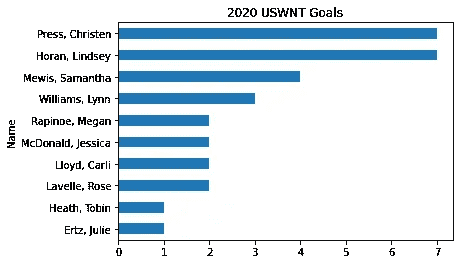 2020 USWNT Goals
Name
Press, Christen
Horan, Lindsey
Mewis, Samantha
Williams, Lynn
Rapinoe, Megan
McDonald, Jessica
Lloyd, Carli
Lavelle, Rose
Heath, Tobin
Ertz, Julie
0 1 2 3 4 5 6 7